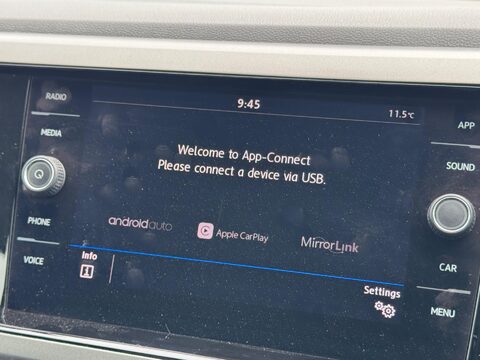 RADIO
MEDIA
PHONE
VOICE
9:45
11.5°C
Welcome to App-Connect
Please connect a device via USB.
androidauto
Apple CarPlay
MirrorLink
Info
Settings
APP
SOUND
CAR
MENU